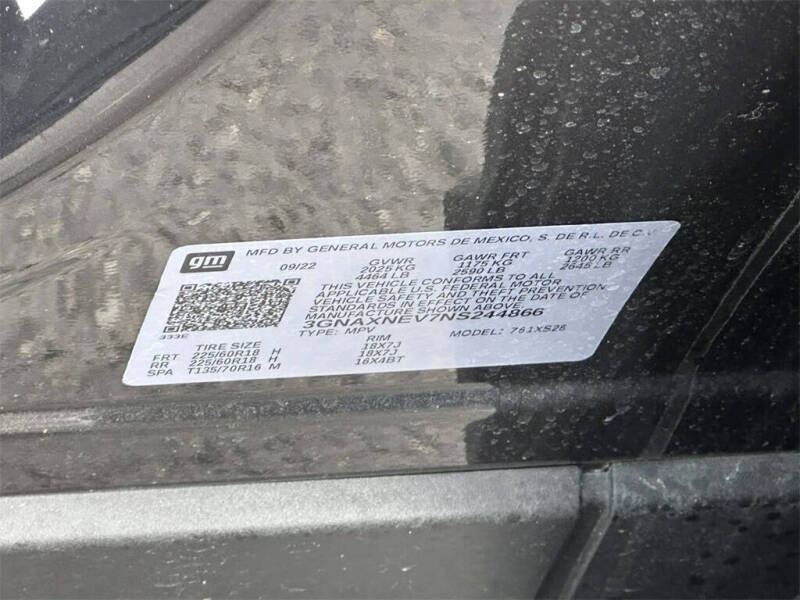 gm MFD BY GENERAL MOTORS DE MEXICO, S. DE R.L. DE C.V.
09/22 GVWR GAWR FRT GAWR RR
2025 KG 1175 KG 1200 KG
4464 LB 2590 LB 2645 LB
THIS VEHICLE CONFORMS TO ALL
APPLICABLE U.S. FEDERAL MOTOR
VEHICLE SAFETY AND THEFT PREVENTION
STANDARDS IN EFFECT ON THE DATE OF
MANUFACTURE SHOWN ABOVE.
3GNAXNEV7NS244866
333E TYPE: MPV MODEL: 761XS26
TIRE SIZE RIM
FRT 225/60R18 H 18X7J
RR 225/60R18 H 18X7J
SPA T135/70R16 M 16X4BT